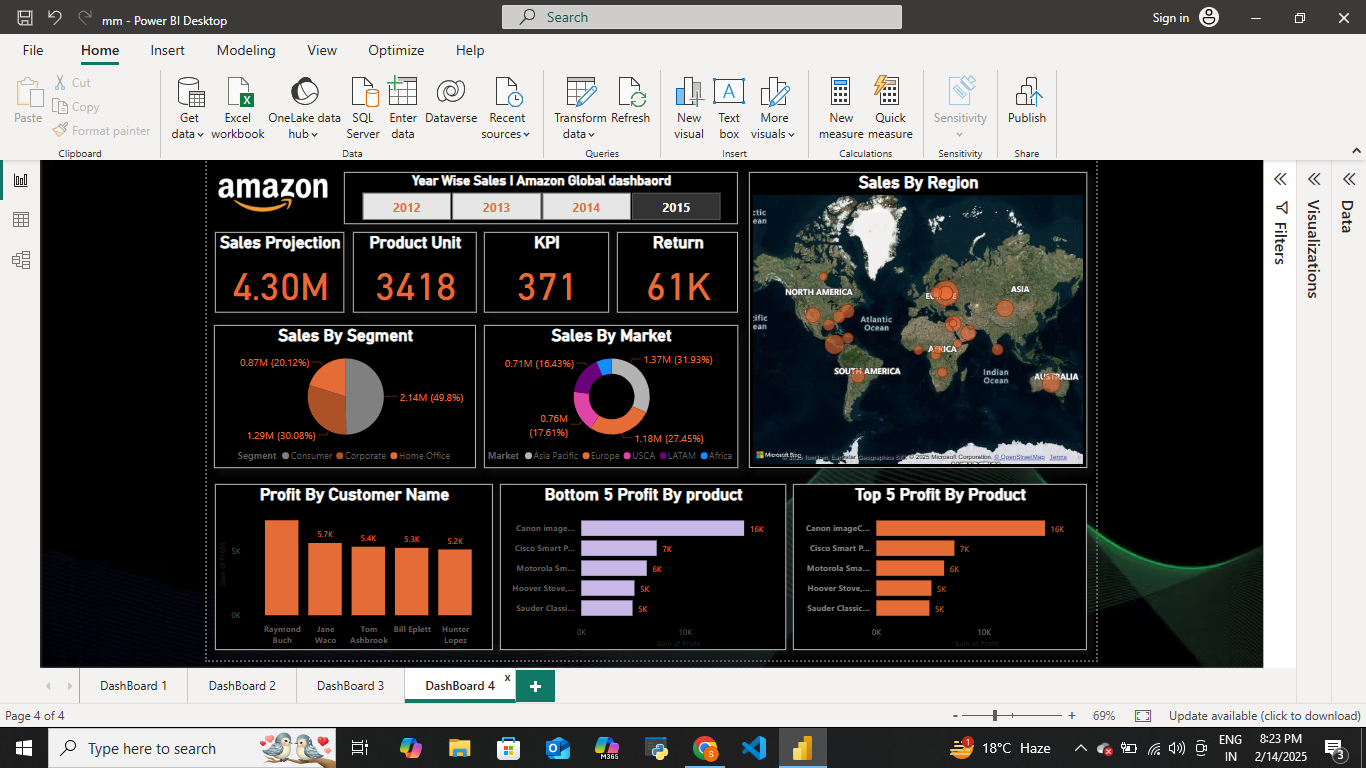 mm - Power BI Desktop
Search
Sign in
File Home Insert Modeling View Optimize Help
Paste
Cut
Copy
Format painter
Clipboard
Get data
Excel workbook
OneLake data hub
SQL Server
Enter data
Dataverse
Recent sources
Data
Transform data
Refresh
Queries
New visual
Text box
More visuals
Insert
New measure
Quick measure
Calculations
Sensitivity
Sensitivity
Publish
Share
amazon
Year Wise Sales I Amazon Global dashbaord
2012 2013 2014 2015
Sales Projection
4.30M
Product Unit
3418
KPI
371
Return
61K
Sales By Region
NORTH AMERICA
ASIA
Atlantic Ocean
AFRICA
SOUTH AMERICA
Indian Ocean
AUSTRALIA
Microsoft Bing
© 2025 Microsoft Corporation, © OpenStreetMap Terms
Sales By Segment
0.87M (20.12%)
2.14M (49.8%)
1.29M (30.08%)
Segment Consumer Corporate Home Office
Sales By Market
0.71M (16.43%)
1.37M (31.93%)
0.76M (17.61%)
1.18M (27.45%)
Market Asia Pacific Europe USCA LATAM Africa
Profit By Customer Name
Sum of Profit
5K
0K
5.7K 5.4K 5.3K 5.2K
Raymond Buch
Jane Waco
Tom Ashbrook
Bill Eplett
Hunter Lopez
Bottom 5 Profit By product
Canon image... 16K
Cisco Smart P... 7K
Motorola Sma... 6K
Hoover Stove,... 5K
Sauder Classi... 5K
0K 10K
Sum of Profit
Top 5 Profit By Product
Canon imageC... 16K
Cisco Smart P... 7K
Motorola Sma... 6K
Hoover Stove,... 5K
Sauder Classic... 5K
0K 10K
Sum of Profit
Filters
Visualizations
Data
DashBoard 1 DashBoard 2 DashBoard 3 DashBoard 4 x +
Page 4 of 4
- + 69%
Update available (click to download)
Type here to search
M365
1
18°C Haze
ENG
IN
8:23 PM
2/14/2025
3